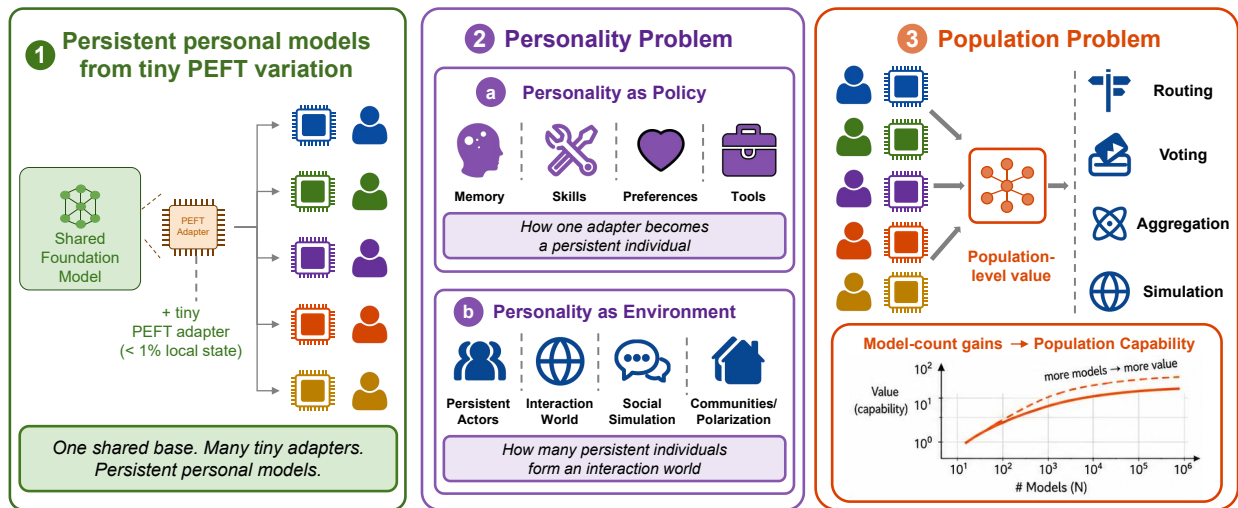 1 Persistent personal models
from tiny PEFT variation
Shared
Foundation
Model
PEFT
Adapter
+ tiny
PEFT adapter
(< 1% local state)
One shared base. Many tiny adapters.
Persistent personal models.
2 Personality Problem
a Personality as Policy
Memory
Skills
Preferences
Tools
How one adapter becomes
a persistent individual
b Personality as Environment
Persistent
Actors
Interaction
World
Social
Simulation
Communities/
Polarization
How many persistent individuals
form an interaction world
3 Population Problem
Population-
level value
Routing
Voting
Aggregation
Simulation
Model-count gains → Population Capability
Value
(capability)
10²
10¹
10⁰
more models → more value
10¹ 10² 10³ 10⁴ 10⁵ 10⁶
# Models (N)